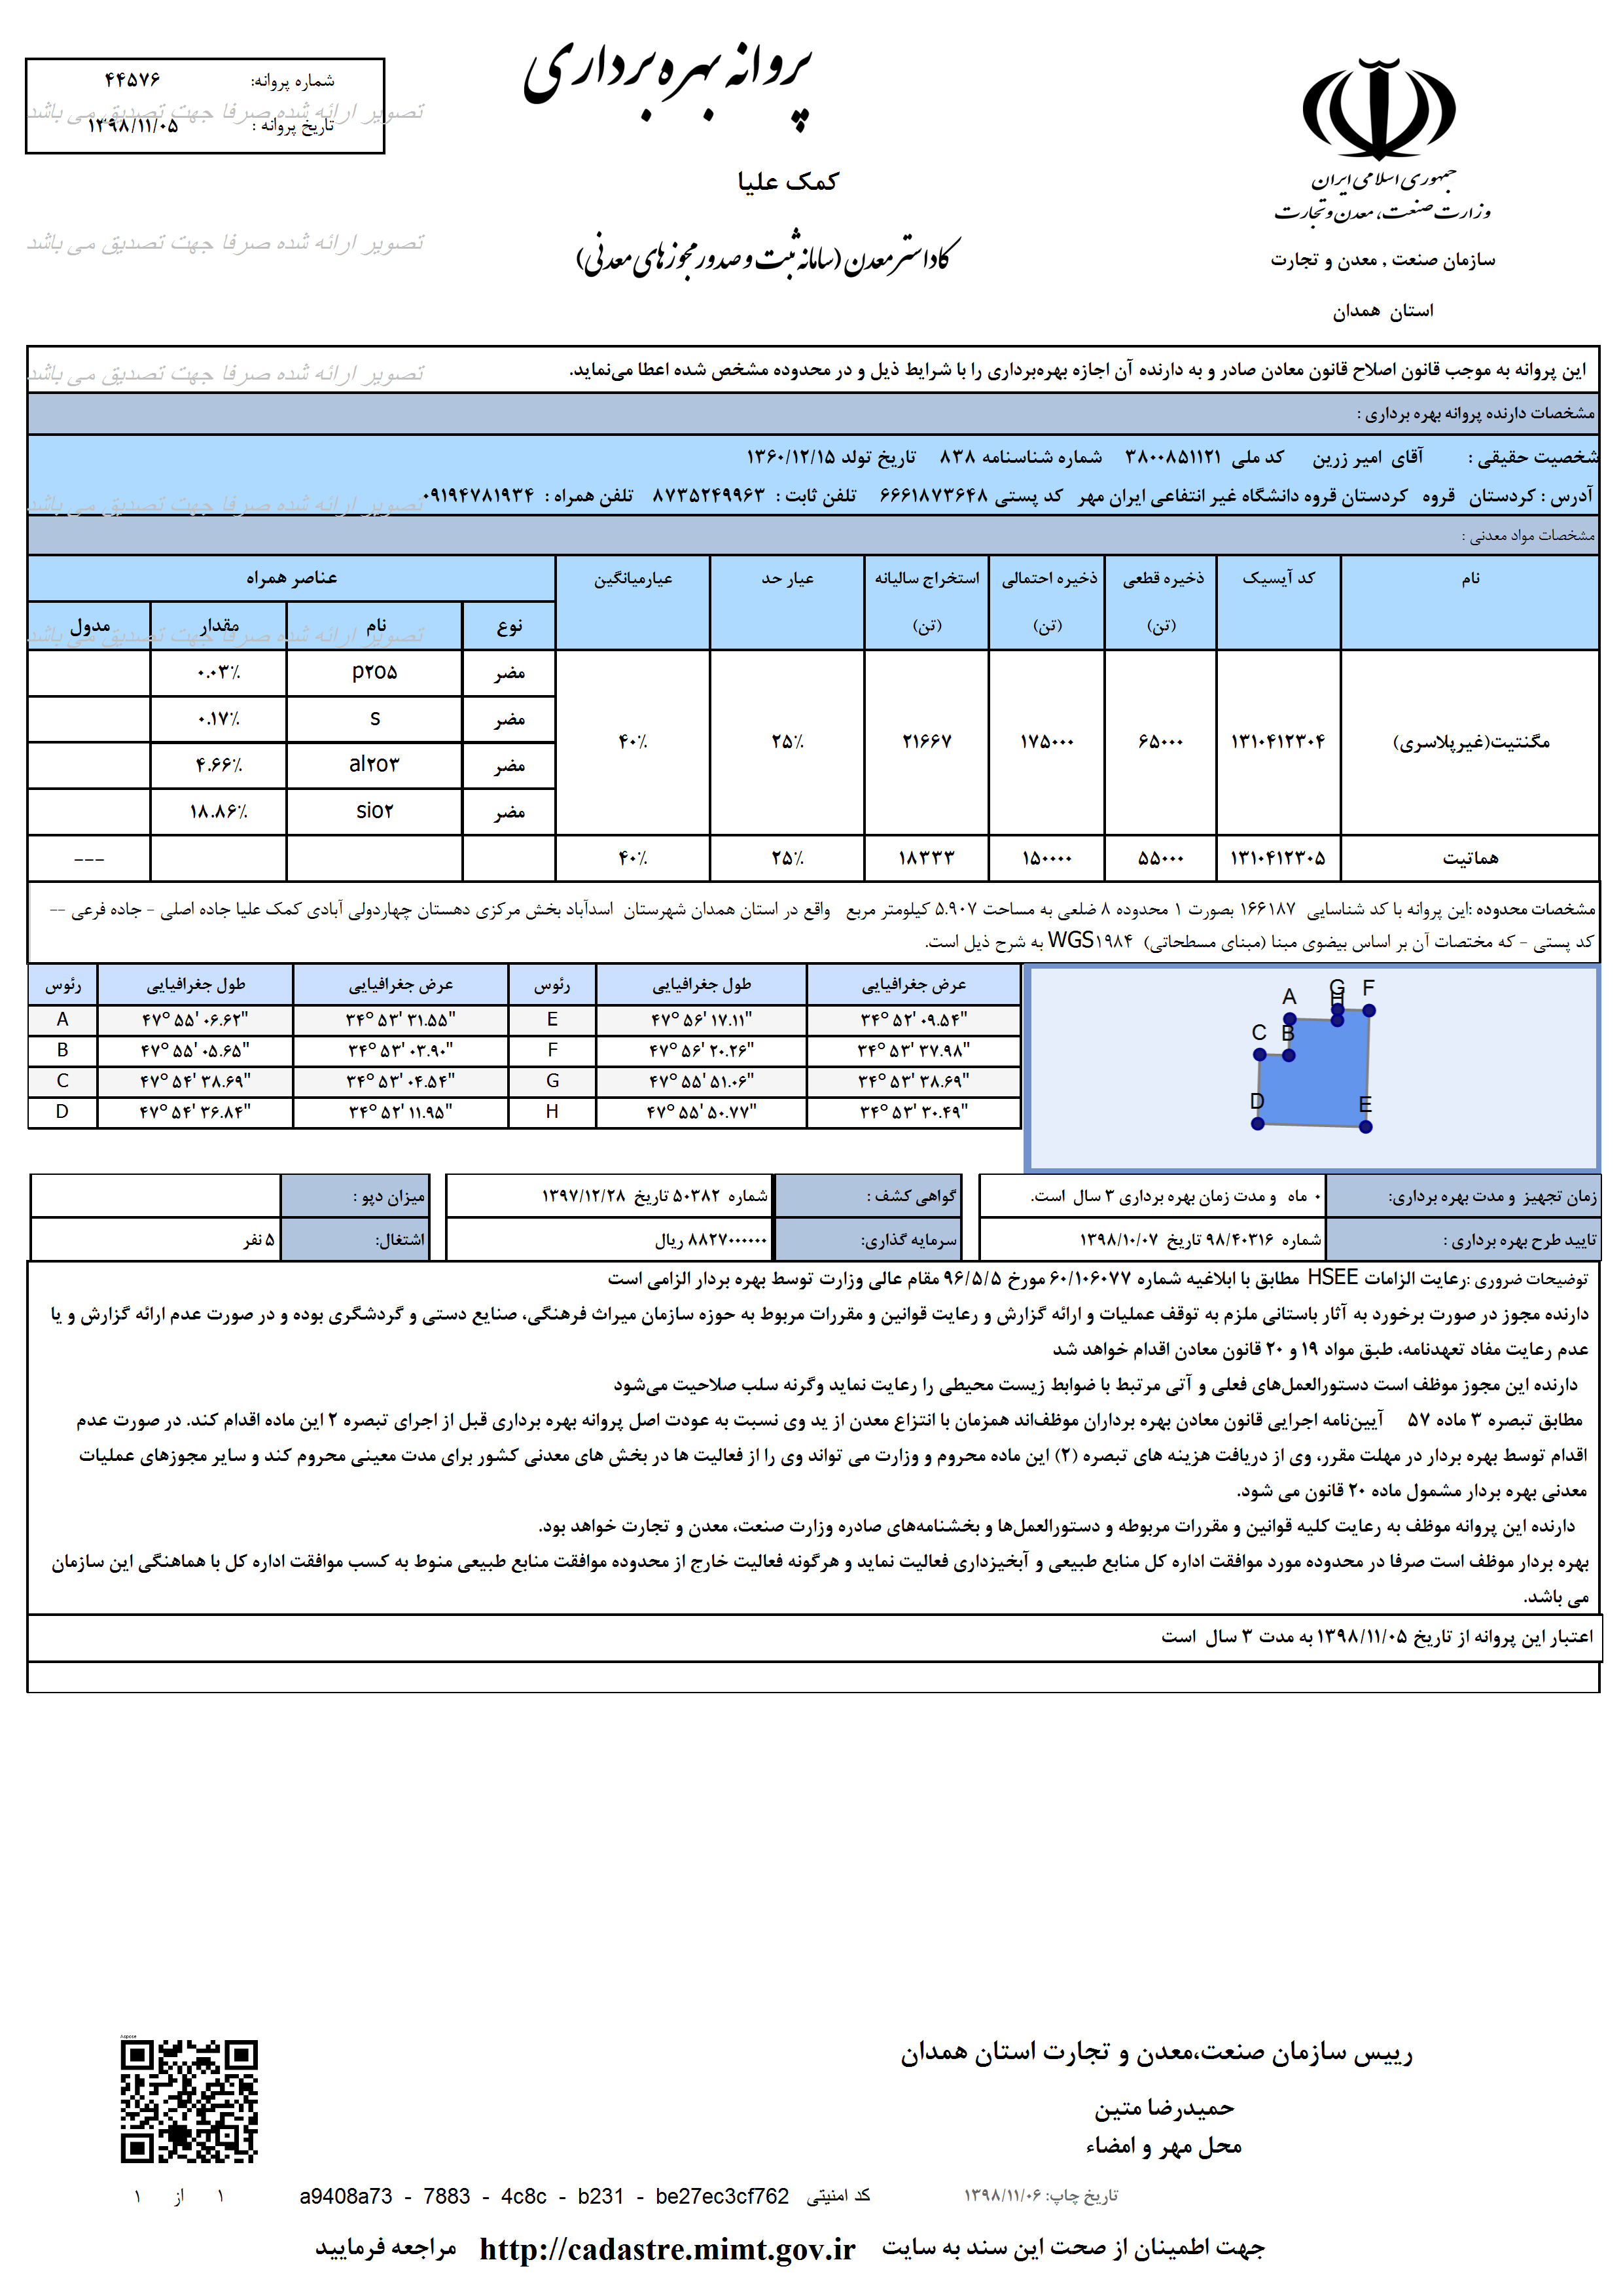 پروانه بهره برداری
کمک علیا
کاداستر معدن (سامانه ثبت و صدور مجوزهای معدنی)
جمهوری اسلامی ایران
وزارت صنعت، معدن و تجارت
سازمان صنعت , معدن و تجارت
استان همدان
شماره پروانه: ۴۴۵۷۶
تاریخ پروانه : ۱۳۹۸/۱۱/۰۵
تصویر ارائه شده صرفا جهت تصدیق می باشد
تصویر ارائه شده صرفا جهت تصدیق می باشد
تصویر ارائه شده صرفا جهت تصدیق می باشد
تصویر ارائه شده صرفا جهت تصدیق می باشد
تصویر ارائه شده صرفا جهت تصدیق می باشد
این پروانه به موجب قانون اصلاح قانون معادن صادر و به دارنده آن اجازه بهره‌برداری را با شرایط ذیل و در محدوده مشخص شده اعطا می‌نماید.
مشخصات دارنده پروانه بهره برداری :
شخصیت حقیقی : آقای امیر زرین کد ملی ۳۸۰۰۸۵۱۱۲۱ شماره شناسنامه ۸۳۸ تاریخ تولد ۱۳۶۰/۱۲/۱۵
آدرس : کردستان قروه کردستان قروه دانشگاه غیر انتفاعی ایران مهر کد پستی ۶۶۶۱۸۷۳۶۴۸ تلفن ثابت : ۸۷۳۵۲۴۹۹۶۳ تلفن همراه : ۰۹۱۹۴۷۸۱۹۳۴
مشخصات مواد معدنی :
نام کد آیسیک ذخیره قطعی (تن) ذخیره احتمالی (تن) استخراج سالیانه (تن) عیار حد عیارمیانگین عناصر همراه
نوع نام مقدار مدول
مگنتیت(غیرپلاسری) ۱۳۱۰۴۱۲۳۰۴ ۶۵۰۰۰ ۱۷۵۰۰۰ ۲۱۶۶۷ ۲۵٪ ۴۰٪
مضر p۲o۵ ۰.۰۳٪
مضر s ۰.۱۷٪
مضر al۲o۳ ۴.۶۶٪
مضر sio۲ ۱۸.۸۶٪
هماتیت ۱۳۱۰۴۱۲۳۰۵ ۵۵۰۰۰ ۱۵۰۰۰۰ ۱۸۳۳۳ ۲۵٪ ۴۰٪ ---
مشخصات محدوده :این پروانه با کد شناسایی ۱۶۶۱۸۷ بصورت ۱ محدوده ۸ ضلعی به مساحت ۵.۹۰۷ کیلومتر مربع واقع در استان همدان شهرستان اسدآباد بخش مرکزی دهستان چهاردولی آبادی کمک علیا جاده اصلی - جاده فرعی --
کد پستی - که مختصات آن بر اساس بیضوی مبنا (مبنای مسطحاتی) WGS۱۹۸۴ به شرح ذیل است.
رئوس طول جغرافیایی عرض جغرافیایی رئوس طول جغرافیایی عرض جغرافیایی
A ۴۷° ۵۵' ۰۶.۶۲" ۳۴° ۵۳' ۳۱.۵۵" E ۴۷° ۵۶' ۱۷.۱۱" ۳۴° ۵۲' ۰۹.۵۴"
B ۴۷° ۵۵' ۰۵.۶۵" ۳۴° ۵۳' ۰۳.۹۰" F ۴۷° ۵۶' ۲۰.۲۶" ۳۴° ۵۳' ۳۷.۹۸"
C ۴۷° ۵۴' ۳۸.۶۹" ۳۴° ۵۳' ۰۴.۵۴" G ۴۷° ۵۵' ۵۱.۰۶" ۳۴° ۵۳' ۳۸.۶۹"
D ۴۷° ۵۴' ۳۶.۸۴" ۳۴° ۵۲' ۱۱.۹۵" H ۴۷° ۵۵' ۵۰.۷۷" ۳۴° ۵۳' ۳۰.۴۹"
A G H F
C B
D E
زمان تجهیز و مدت بهره برداری: ۰ ماه و مدت زمان بهره برداری ۳ سال است. گواهی کشف : شماره ۵۰۳۸۲ تاریخ ۱۳۹۷/۱۲/۲۸ میزان دپو :
تایید طرح بهره برداری : شماره ۹۸/۴۰۳۱۶ تاریخ ۱۳۹۸/۱۰/۰۷ سرمایه گذاری: ۸۸۲۷۰۰۰۰۰۰ ریال اشتغال: ۵ نفر
توضیحات ضروری :رعایت الزامات HSEE مطابق با ابلاغیه شماره ۶۰/۱۰۶۰۷۷ مورخ ۹۶/۵/۵ مقام عالی وزارت توسط بهره بردار الزامی است
دارنده مجوز در صورت برخورد به آثار باستانی ملزم به توقف عملیات و ارائه گزارش و رعایت قوانین و مقررات مربوط به حوزه سازمان میراث فرهنگی، صنایع دستی و گردشگری بوده و در صورت عدم ارائه گزارش و یا
عدم رعایت مفاد تعهدنامه، طبق مواد ۱۹ و ۲۰ قانون معادن اقدام خواهد شد
دارنده این مجوز موظف است دستورالعمل‌های فعلی و آتی مرتبط با ضوابط زیست محیطی را رعایت نماید وگرنه سلب صلاحیت می‌شود
مطابق تبصره ۳ ماده ۵۷ آیین‌نامه اجرایی قانون معادن بهره برداران موظف‌اند همزمان با انتزاع معدن از ید وی نسبت به عودت اصل پروانه بهره برداری قبل از اجرای تبصره ۲ این ماده اقدام کند. در صورت عدم
اقدام توسط بهره بردار در مهلت مقرر، وی از دریافت هزینه های تبصره (۲) این ماده محروم و وزارت می تواند وی را از فعالیت ها در بخش های معدنی کشور برای مدت معینی محروم کند و سایر مجوزهای عملیات
معدنی بهره بردار مشمول ماده ۲۰ قانون می شود.
دارنده این پروانه موظف به رعایت کلیه قوانین و مقررات مربوطه و دستورالعمل‌ها و بخشنامه‌های صادره وزارت صنعت، معدن و تجارت خواهد بود.
بهره بردار موظف است صرفا در محدوده مورد موافقت اداره کل منابع طبیعی و آبخیزداری فعالیت نماید و هرگونه فعالیت خارج از محدوده موافقت منابع طبیعی منوط به کسب موافقت اداره کل با هماهنگی این سازمان
می باشد.
اعتبار این پروانه از تاریخ ۱۳۹۸/۱۱/۰۵ به مدت ۳ سال است
رییس سازمان صنعت،معدن و تجارت استان همدان
حمیدرضا متین
محل مهر و امضاء
تاریخ چاپ: ۱۳۹۸/۱۱/۰۶ کد امنیتی a9408a73 - 7883 - 4c8c - b231 - be27ec3cf762 ۱ از ۱
جهت اطمینان از صحت این سند به سایت http://cadastre.mimt.gov.ir مراجعه فرمایید